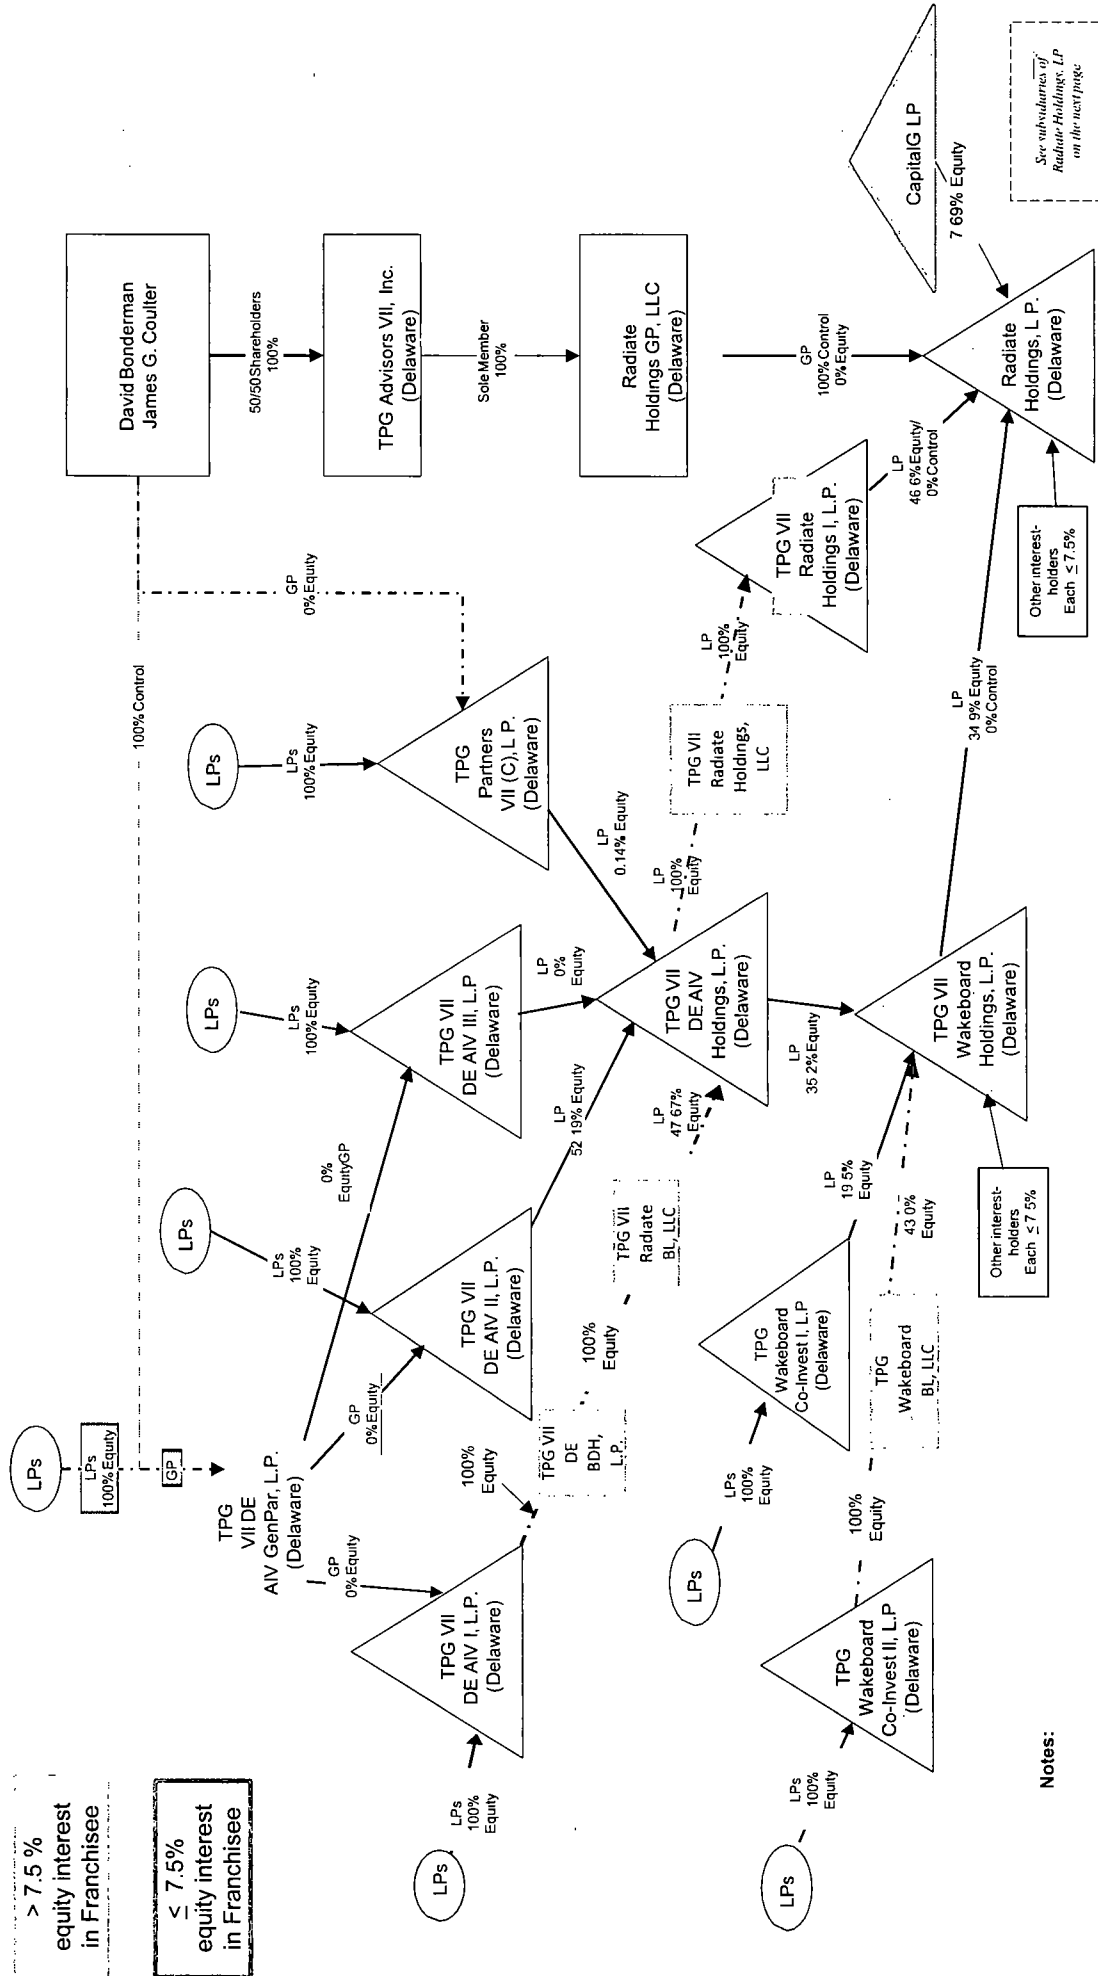 > 7.5 %
equity interest
in Franchisee
≤ 7.5%
equity interest
in Franchisee
David Bonderman
James G. Coulter
50/50 Shareholders
100%
TPG Advisors VII, Inc.
(Delaware)
Sole Member
100%
Radiate
Holdings GP, LLC
(Delaware)
GP
100% Control
0% Equity
Radiate
Holdings, L P.
(Delaware)
CapitalG LP
7 69% Equity
See subsidiaries of
Radiate Holdings, LP
on the next page
100% Control
GP
0% Equity
LPs
LPs
100% Equity
GP
TPG
VII DE
AIV GenPar, L.P.
(Delaware)
LPs
LPs
100%
Equity
GP
0% Equity
TPG VII
DE AIV I, L.P.
(Delaware)
100%
Equity
TPG VII
DE
BDH,
L.P.
100%
Equity
TPG VII
Radiate
BL, LLC
LP
47 67%
Equity
LPs
LPs
100%
Equity
GP
0% Equity
TPG VII
DE AIV II, L.P.
(Delaware)
LP
52 19% Equity
0%
EquityGP
LPs
LPs
100% Equity
TPG VII
DE AIV III, L.P
(Delaware)
LP
0%
Equity
LPs
LPs
100% Equity
TPG
Partners
VII (C), L P.
(Delaware)
LP
0.14% Equity
TPG VII
DE AIV
Holdings, L.P.
(Delaware)
LP
100%
Equity
TPG VII
Radiate
Holdings,
LLC
LP
100%
Equity
TPG VII
Radiate
Holdings I, L.P.
(Delaware)
LP
46 6% Equity/
0% Control
LP
35 2% Equity
TPG VII
Wakeboard
Holdings, L.P.
(Delaware)
LP
34 9% Equity
0% Control
Other interest-
holders
Each ≤ 7.5%
LPs
LPs
100%
Equity
TPG
Wakeboard
Co-Invest I, L.P
(Delaware)
LP
19 5%
Equity
LPs
LPs
100%
Equity
TPG
Wakeboard
Co-Invest II, L.P
(Delaware)
100%
Equity
TPG
Wakeboard
BL, LLC
43 0%
Equity
Other interest-
holders
Each ≤ 7 5%
Notes: